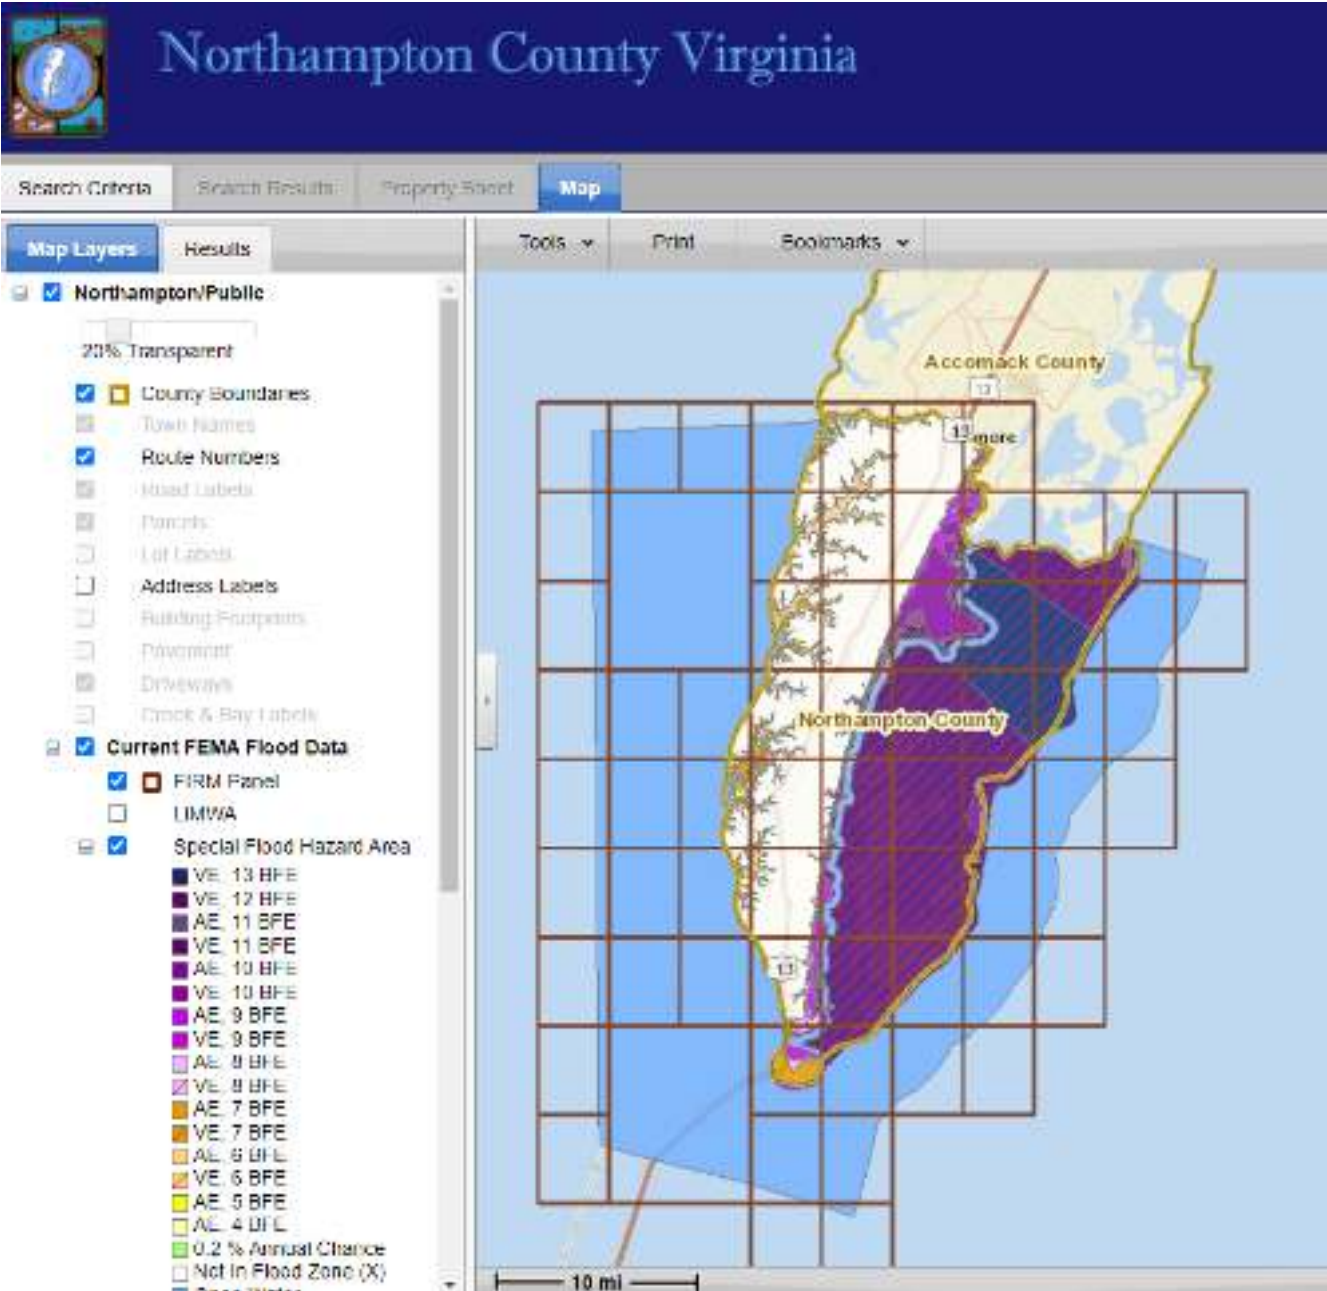 Northampton County Virginia
Search Criteria Search Results Property Sheet Map
Map Layers Results
Tools Print Bookmarks
Northampton/Public
20% Transparent
County Boundaries
Town Names
Route Numbers
Road Labels
Parcels
Lot Labels
Address Labels
Building Footprints
Pavement
Driveways
Creek & Bay Labels
Current FEMA Flood Data
FIRM Panel
LIMWA
Special Flood Hazard Area
VE, 13 BFE
VE, 12 BFE
AE, 11 BFE
VE, 11 BFE
AE, 10 BFE
VE, 10 BFE
AE, 9 BFE
VE, 9 BFE
AE, 8 BFE
VE, 8 BFE
AE, 7 BFE
VE, 7 BFE
AE, 6 BFE
VE, 6 BFE
AE, 5 BFE
AE, 4 BFE
0.2 % Annual Chance
Not In Flood Zone (X)
Open Water
Accomack County
13
13 more
Northampton County
13
10 mi